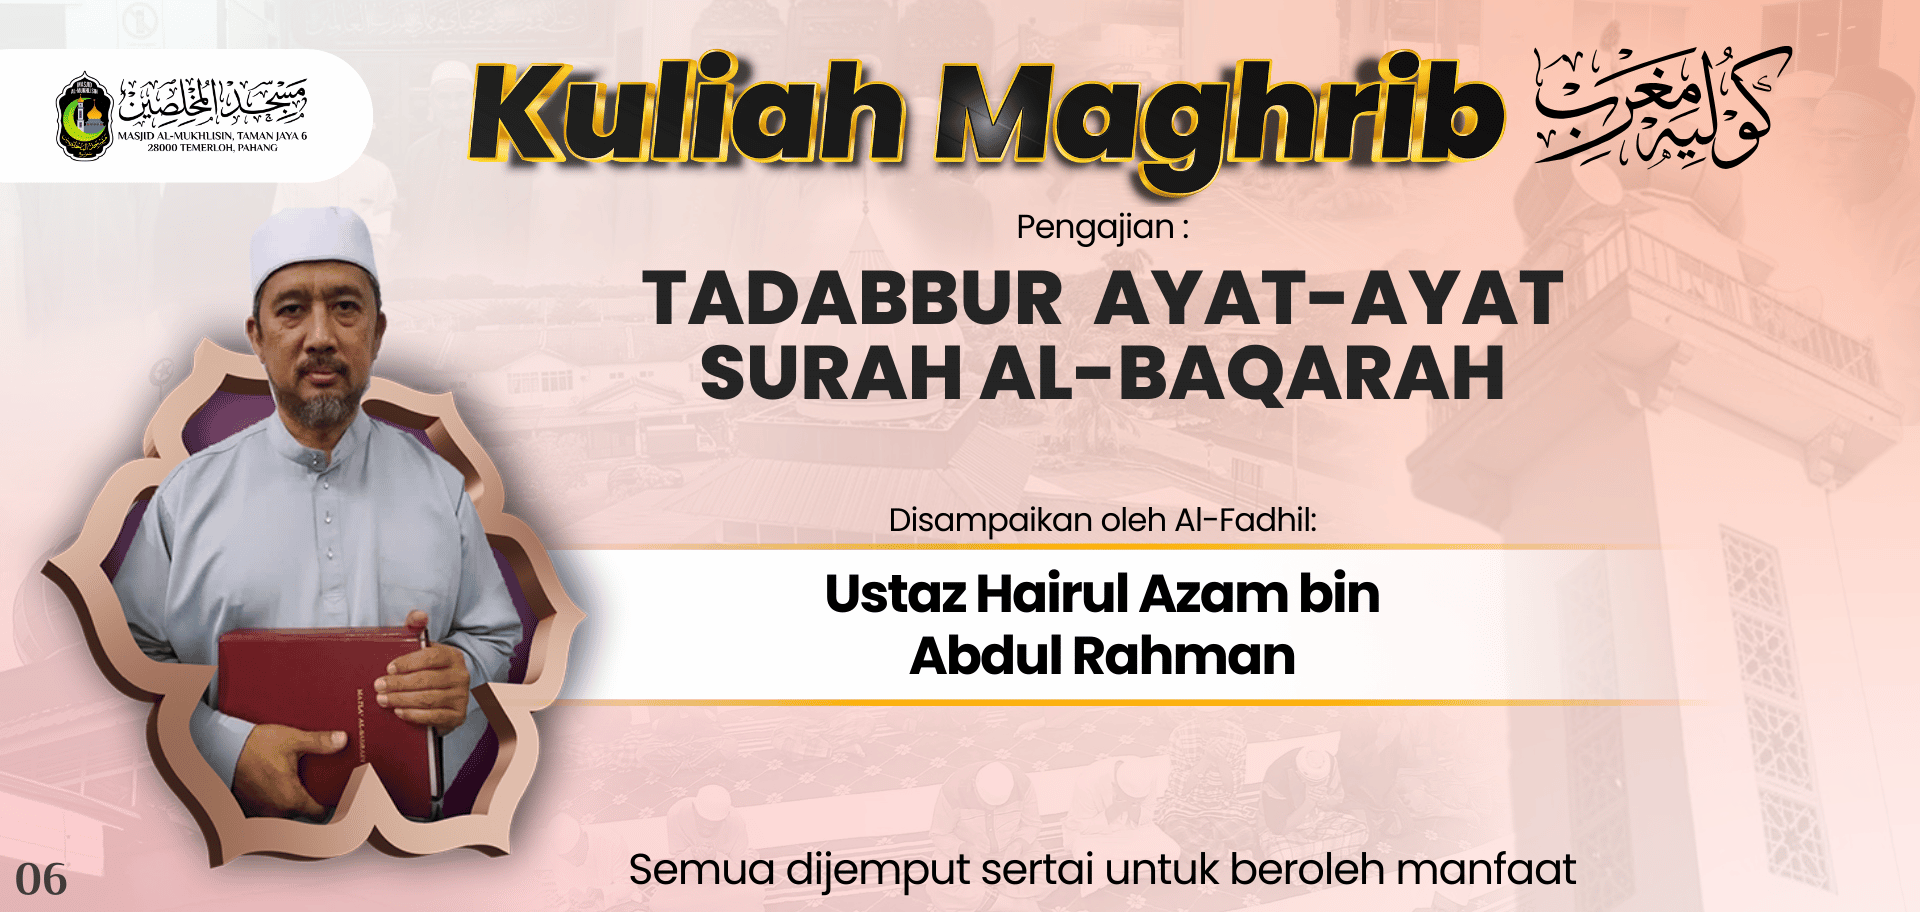 مسجد المخلصين
MASJID AL-MUKHLISIN, TAMAN JAYA 6
28000 TEMERLOH, PAHANG
Kuliah Maghrib
كولييه مغرب
Pengajian :
TADABBUR AYAT-AYAT
SURAH AL-BAQARAH
Disampaikan oleh Al-Fadhil:
Ustaz Hairul Azam bin
Abdul Rahman
Semua dijemput sertai untuk beroleh manfaat
06